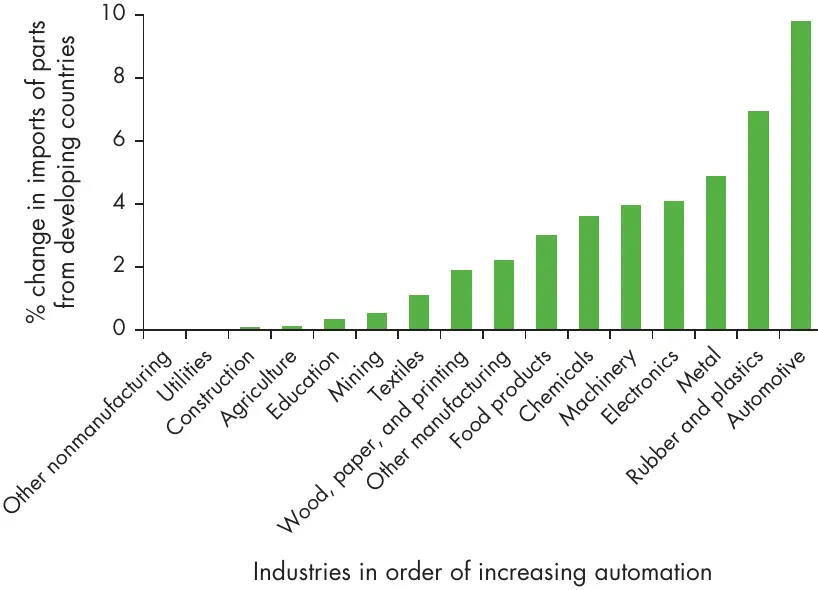 % change in imports of parts
from developing countries
10
8
6
4
2
0
Other nonmanufacturing
Utilities
Construction
Agriculture
Education
Mining
Textiles
Wood, paper, and printing
Other manufacturing
Food products
Chemicals
Machinery
Electronics
Metal
Rubber and plastics
Automotive
Industries in order of increasing automation